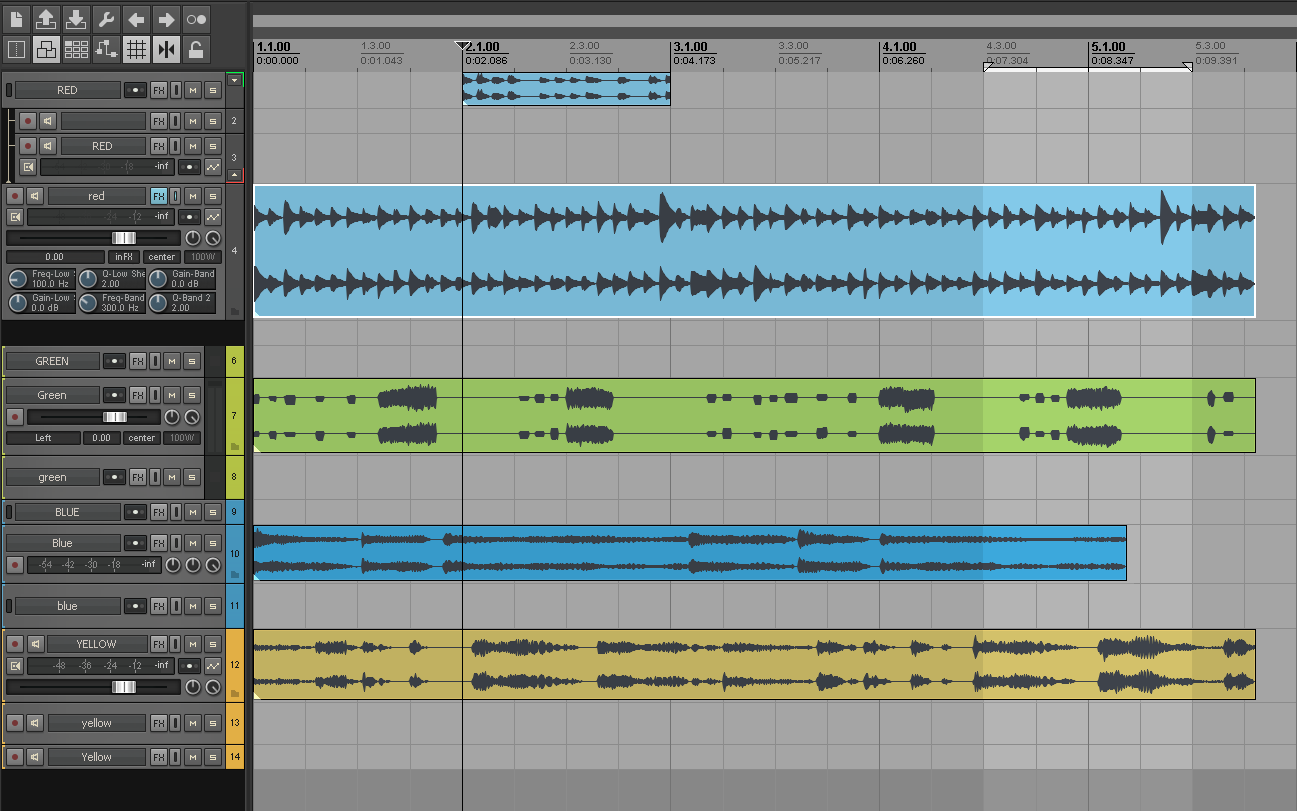 1.1.00 1.3.00 2.1.00 2.3.00 3.1.00 3.3.00 4.1.00 4.3.00 5.1.00 5.3.00
0:00.000 0:01.043 0:02.086 0:03.130 0:04.173 0:05.217 0:06.260 0:07.304 0:08.347 0:09.391
RED FX M S
FX M S 2
RED FX M S
3
-18 -inf
red FX M S
-24 -12 -inf
4
0.00 inFX center 100W
Freq-Low S Q-Low She Gain-Band
100.0 Hz 2.00 0.0 dB
Gain-Low Freq-Band Q-Band 2
0.0 dB 300.0 Hz 2.00
GREEN FX M S 6
Green FX M S
7
Left 0.00 center 100W
green FX M S 8
BLUE FX M S 9
Blue FX M S
10
-54 -42 -30 -18 -inf
blue FX M S 11
YELLOW FX M S
-48 -36 -24 -12 -inf 12
yellow FX M S 13
Yellow FX M S 14